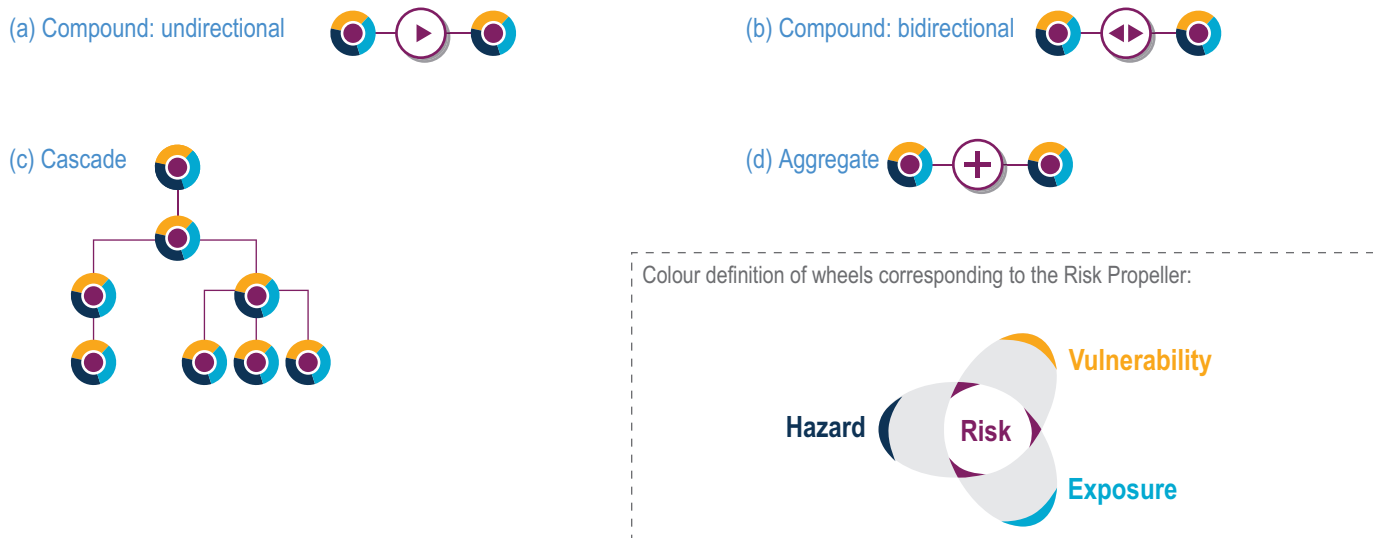 (a) Compound: undirectional
(b) Compound: bidirectional
(c) Cascade
(d) Aggregate
Colour definition of wheels corresponding to the Risk Propeller:
Vulnerability
Hazard
Risk
Exposure